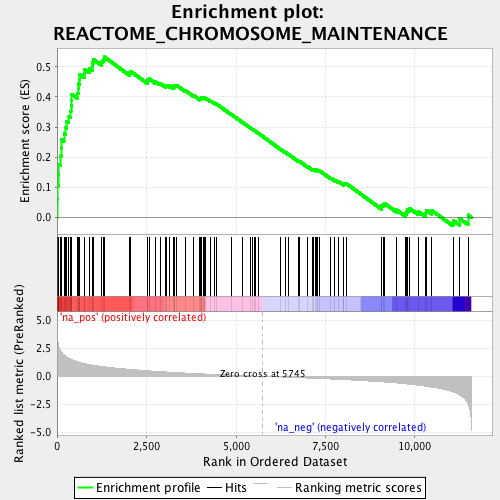 Enrichment plot:
REACTOME_CHROMOSOME_MAINTENANCE
Enrichment score (ES)
0.5
0.4
0.3
0.2
0.1
0.0
Ranked list metric (PreRanked)
'na_pos' (positively correlated)
5.0
2.5
0.0
-2.5
-5.0
Zero cross at 5745
'na_neg' (negatively correlated)
0
2,500
5,000
7,500
10,000
Rank in Ordered Dataset
Enrichment profile
Hits
Ranking metric scores